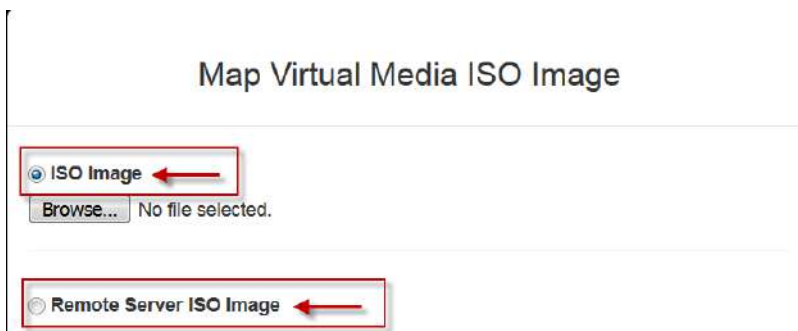 Map Virtual Media ISO Image
ISO Image
Browse... No file selected.
Remote Server ISO Image